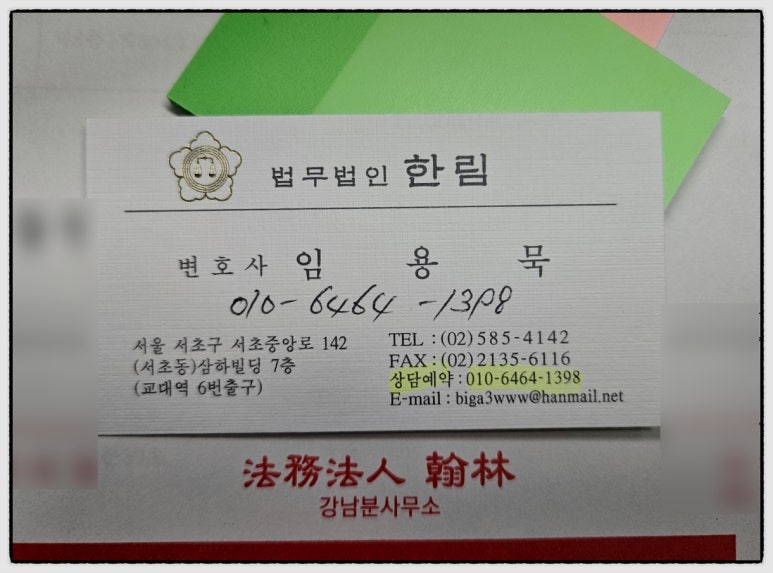 법무법인 한림
변호사 임 용 묵
010-6464-1398
서울 서초구 서초중앙로 142
(서초동)삼하빌딩 7층
(교대역 6번출구)
TEL : (02) 585-4142
FAX : (02) 2135-6116
상담예약 : 010-6464-1398
E-mail : biga3www@hanmail.net
法務法人 翰林
강남분사무소